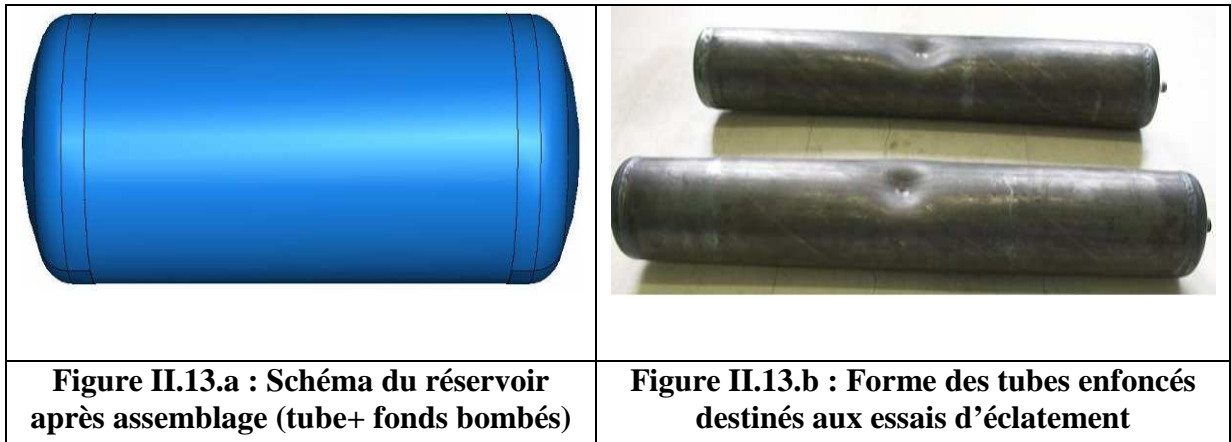 Figure II.13.a : Schéma du réservoir
après assemblage (tube+ fonds bombés)
Figure II.13.b : Forme des tubes enfoncés
destinés aux essais d’éclatement